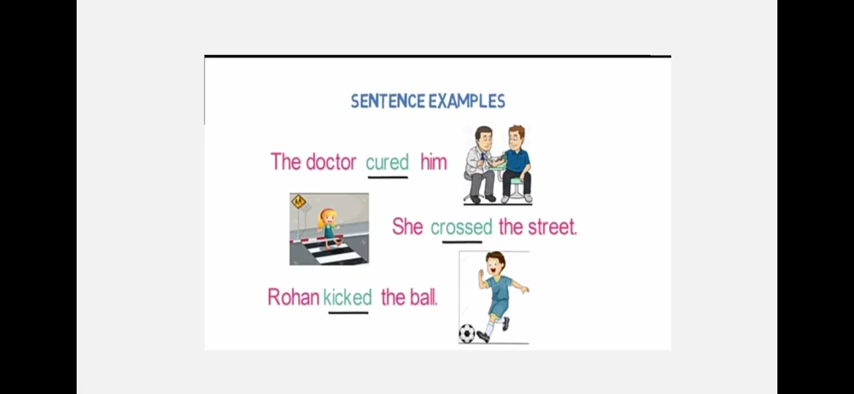 SENTENCE EXAMPLES
The doctor cured him
She crossed the street.
Rohan kicked the ball.